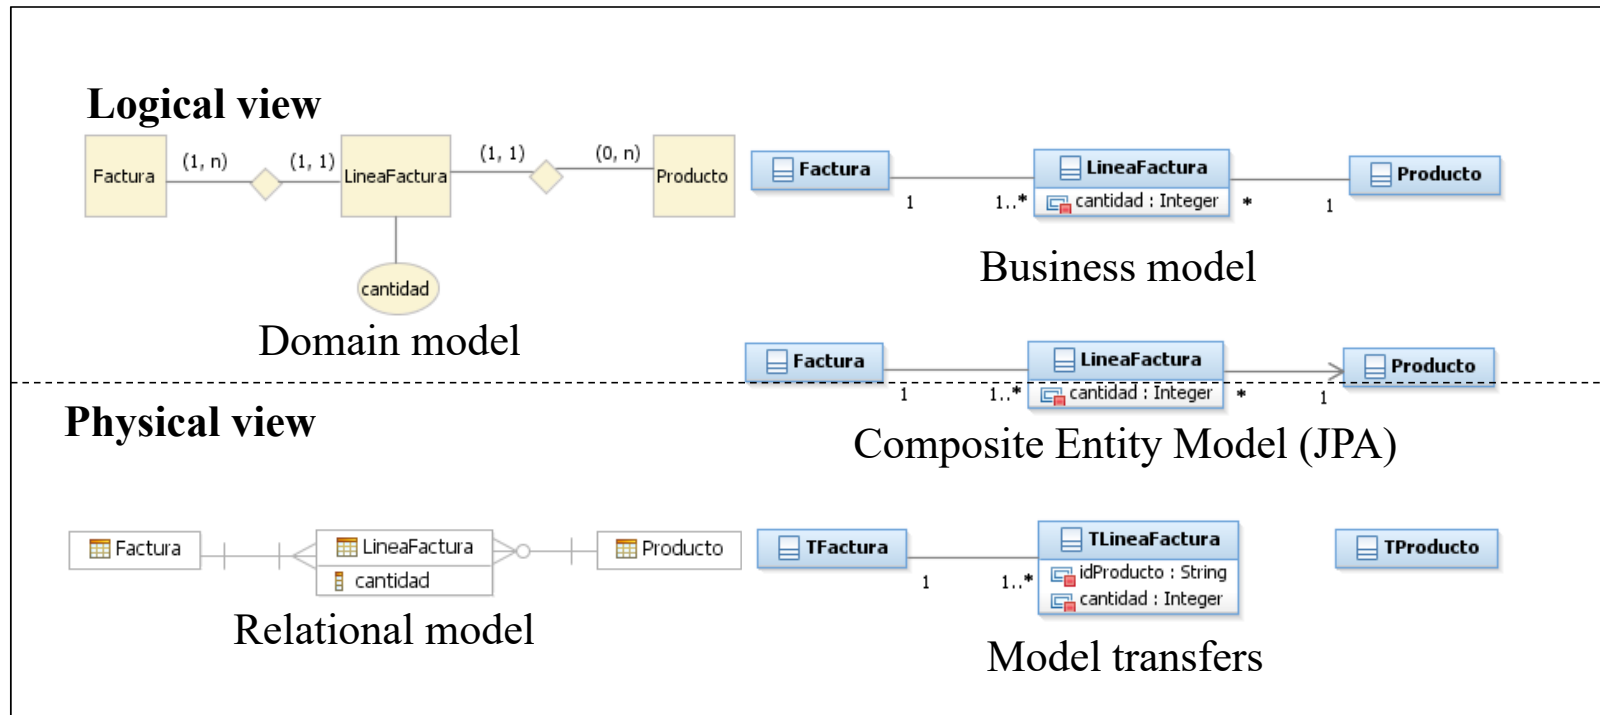 Logical view
Factura
(1, n)
(1, 1)
LineaFactura
(1, 1)
(0, n)
Producto
cantidad
Domain model
Factura
1
1..*
LineaFactura
cantidad : Integer
*
1
Producto
Business model
Factura
1
1..*
LineaFactura
cantidad : Integer
*
1
Producto
Composite Entity Model (JPA)
Physical view
Factura
LineaFactura
cantidad
Producto
Relational model
TFactura
1
1..*
TLineaFactura
idProducto : String
cantidad : Integer
TProducto
Model transfers